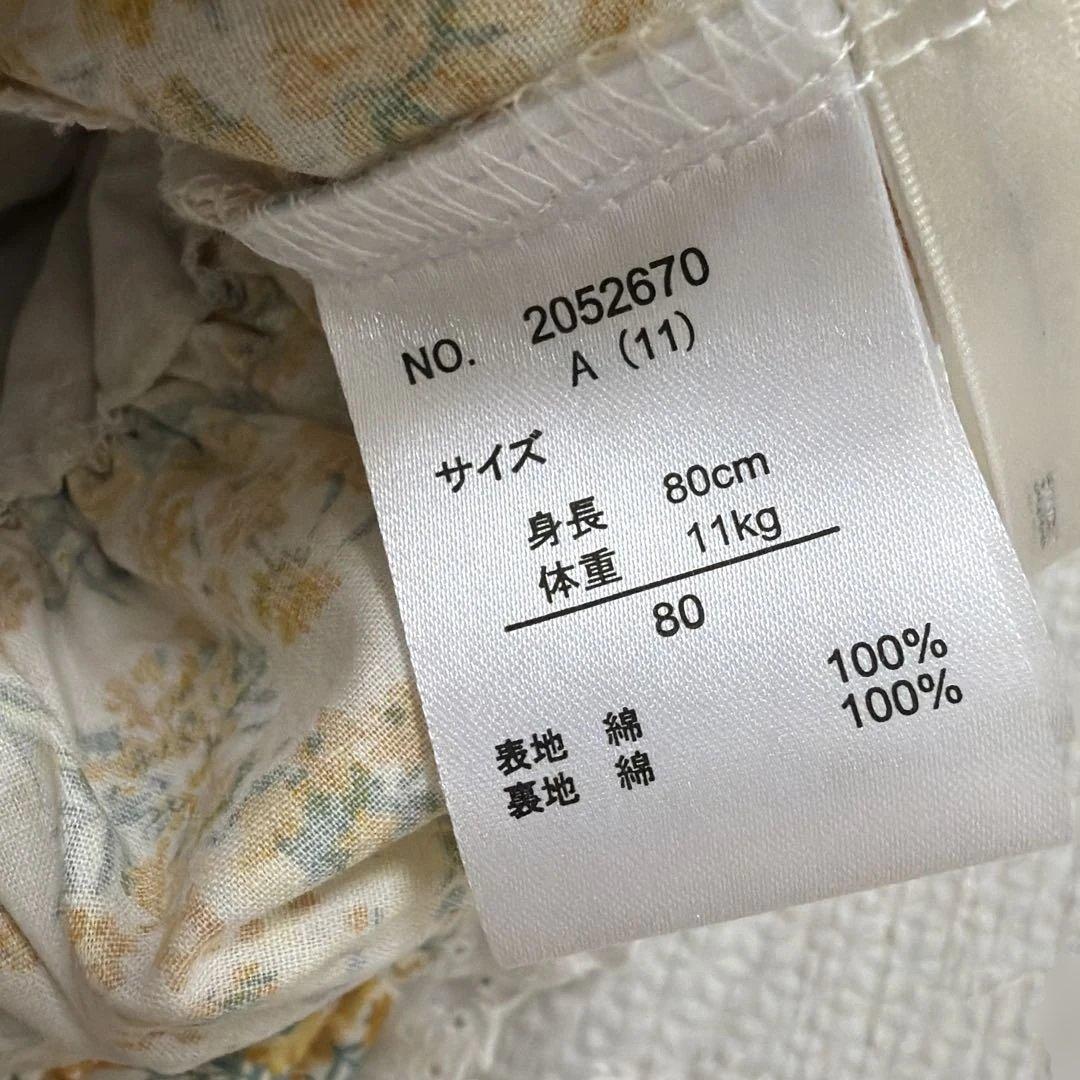 NO. 2052670
A (11)
サイズ
身長 80cm
体重 11kg
80
表地 綿 100%
裏地 綿 100%